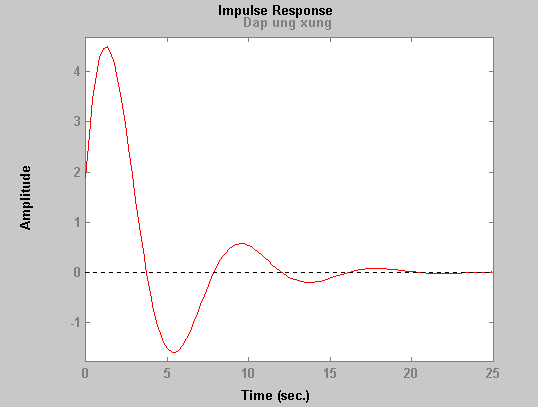 Impulse Response
Dap ung xung
Amplitude
4
3
2
1
0
-1
0 5 10 15 20 25
Time (sec.)